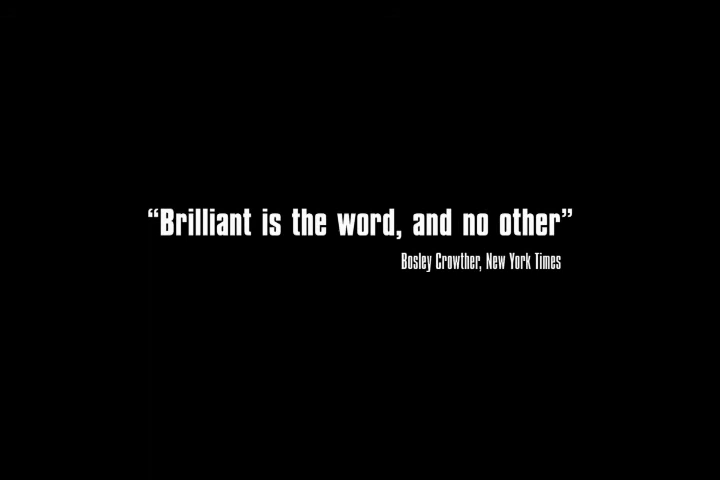 “Brilliant is the word, and no other”
Bosley Crowther, New York Times